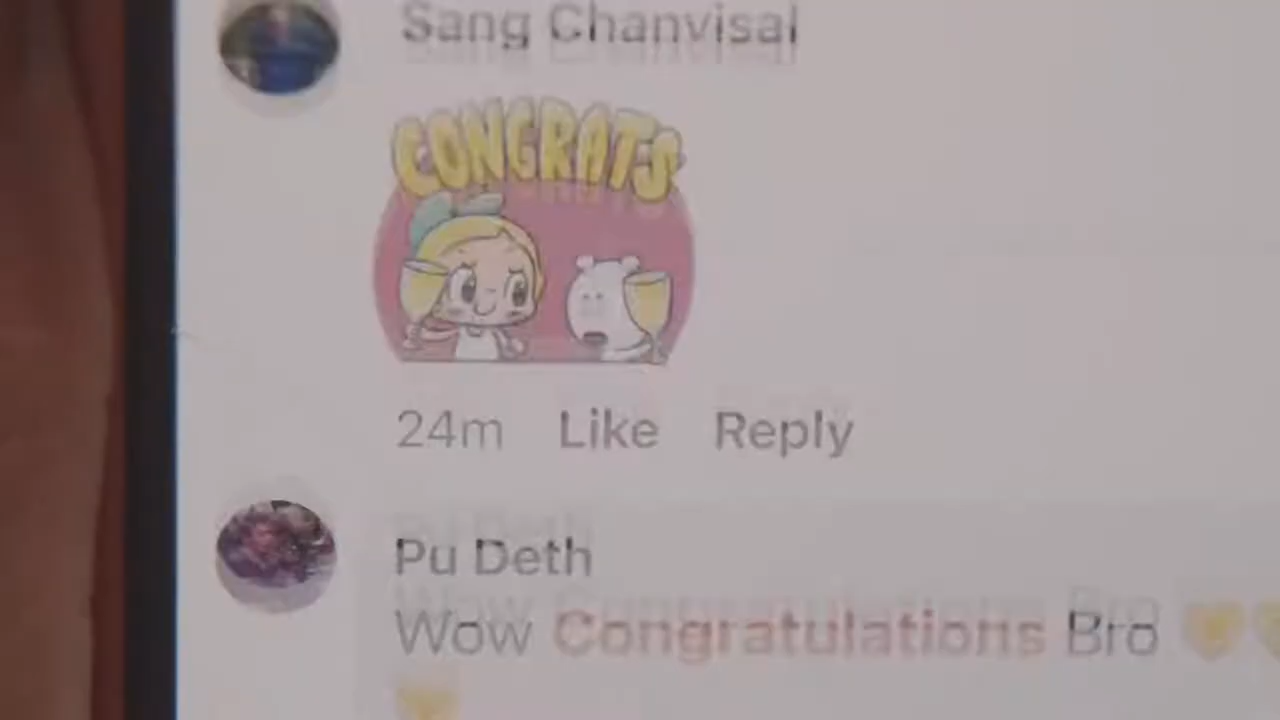 Sang Chanvisal
CONGRATS
24m Like Reply
Pu Deth
Wow Congratulations Bro 💛💛
💛